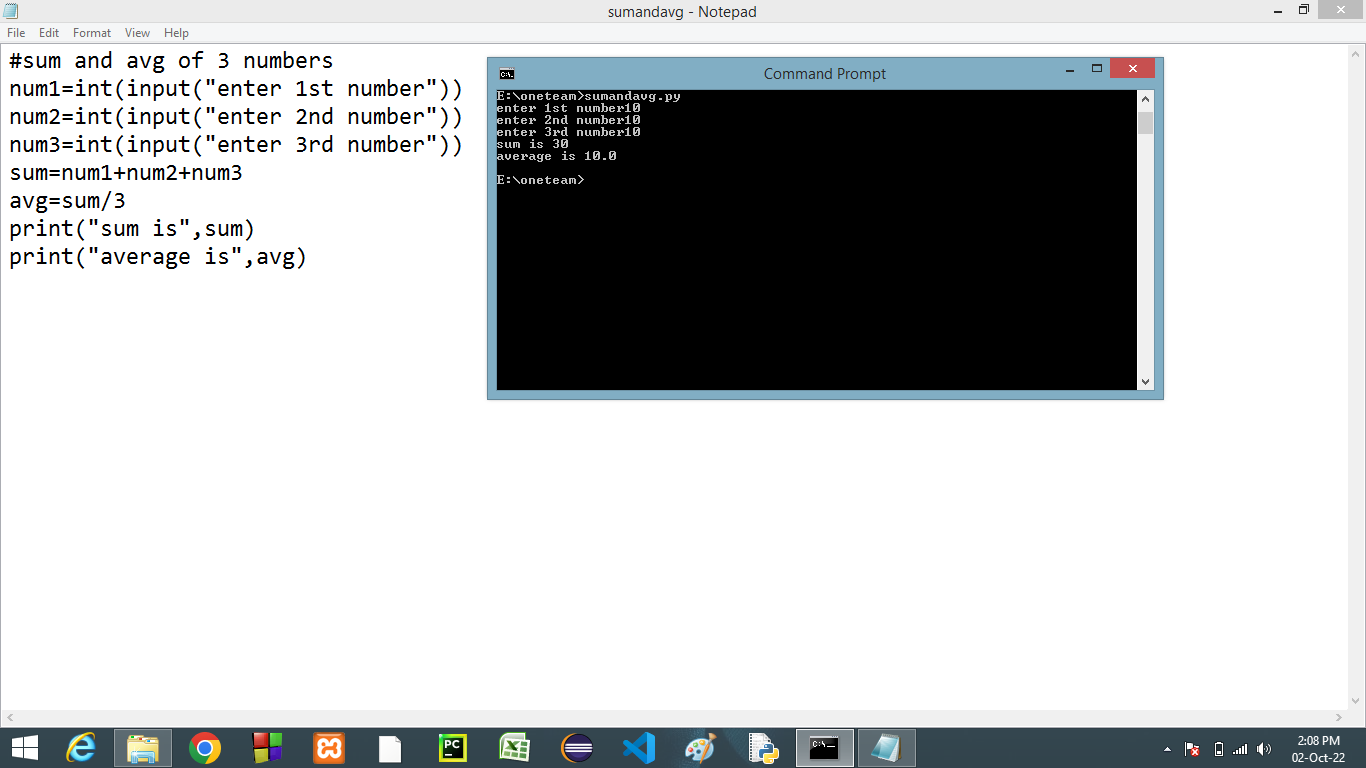 sumandavg - Notepad
File Edit Format View Help
#sum and avg of 3 numbers
num1=int(input("enter 1st number"))
num2=int(input("enter 2nd number"))
num3=int(input("enter 3rd number"))
sum=num1+num2+num3
avg=sum/3
print("sum is",sum)
print("average is",avg)
Command Prompt
E:\oneteam>sumandavg.py
enter 1st number10
enter 2nd number10
enter 3rd number10
sum is 30
average is 10.0
E:\oneteam>
PC
C:\_
2:08 PM
02-Oct-22